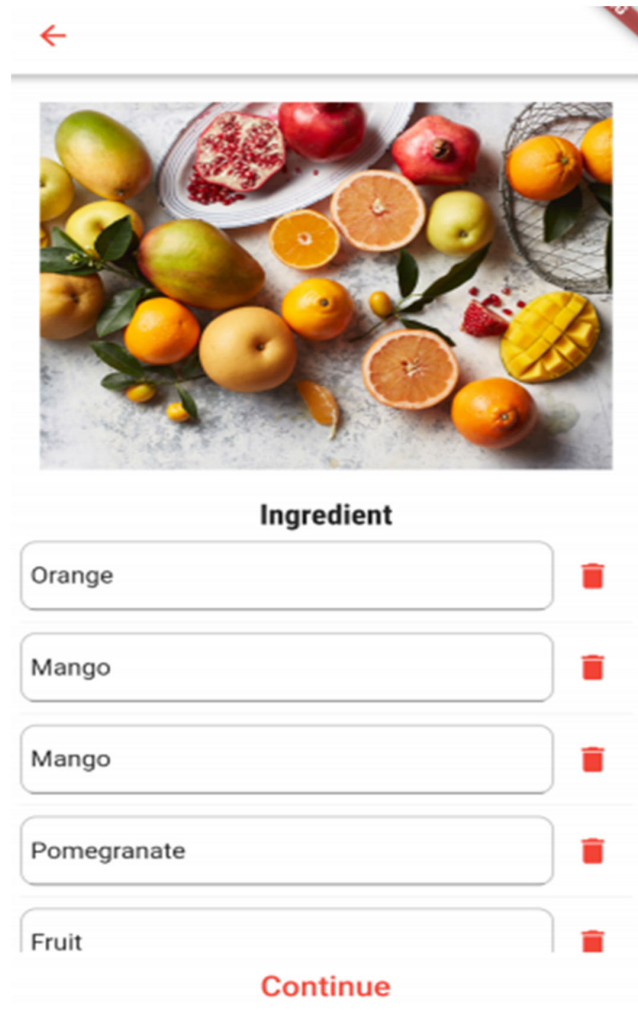 Ingredient
Orange
Mango
Mango
Pomegranate
Fruit
Continue